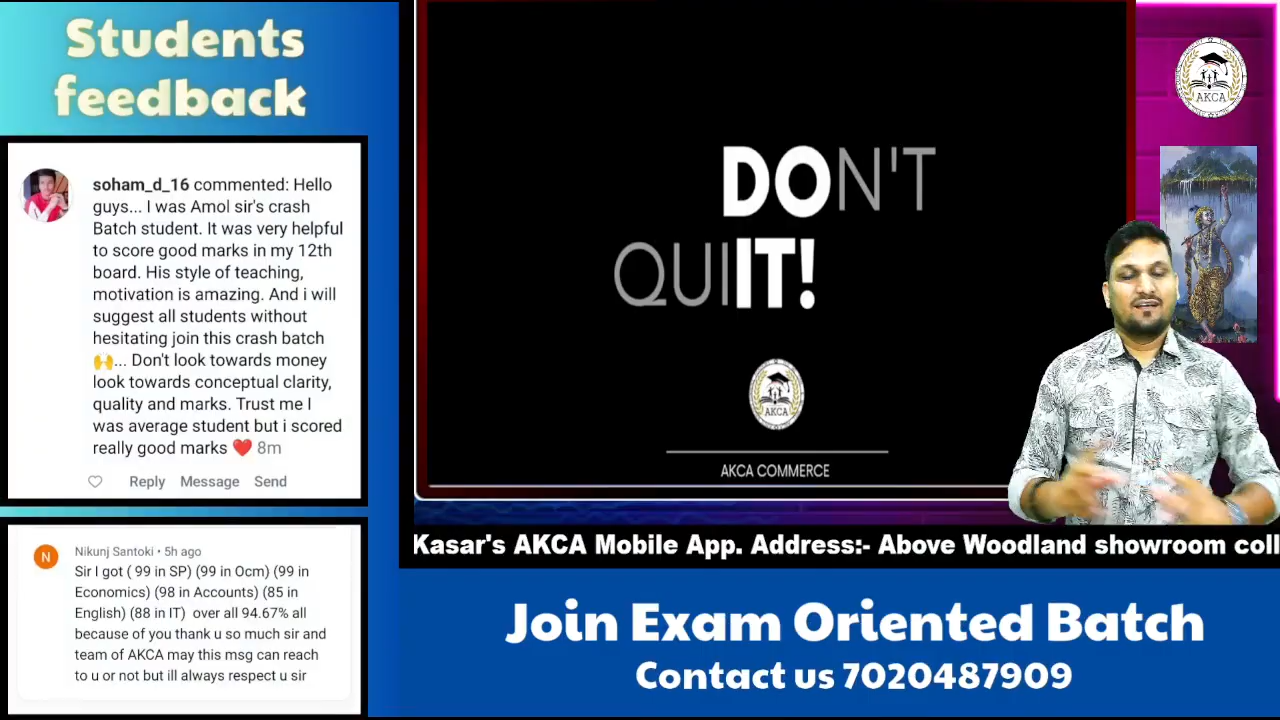 Students
feedback
soham_d_16 commented: Hello
guys... I was Amol sir's crash
Batch student. It was very helpful
to score good marks in my 12th
board. His style of teaching,
motivation is amazing. And i will
suggest all students without
hesitating join this crash batch
🙌... Don't look towards money
look towards conceptual clarity,
quality and marks. Trust me I
was average student but i scored
really good marks ❤️ 8m
Reply Message Send
N
Nikunj Santoki • 5h ago
Sir I got ( 99 in SP) (99 in Ocm) (99 in
Economics) (98 in Accounts) (85 in
English) (88 in IT) over all 94.67% all
because of you thank u so much sir and
team of AKCA may this msg can reach
to u or not but ill always respect u sir
DON'T
QUIIT!
AKCA
AKCA COMMERCE
AKCA
Kasar's AKCA Mobile App. Address:- Above Woodland showroom coll
Join Exam Oriented Batch
Contact us 7020487909